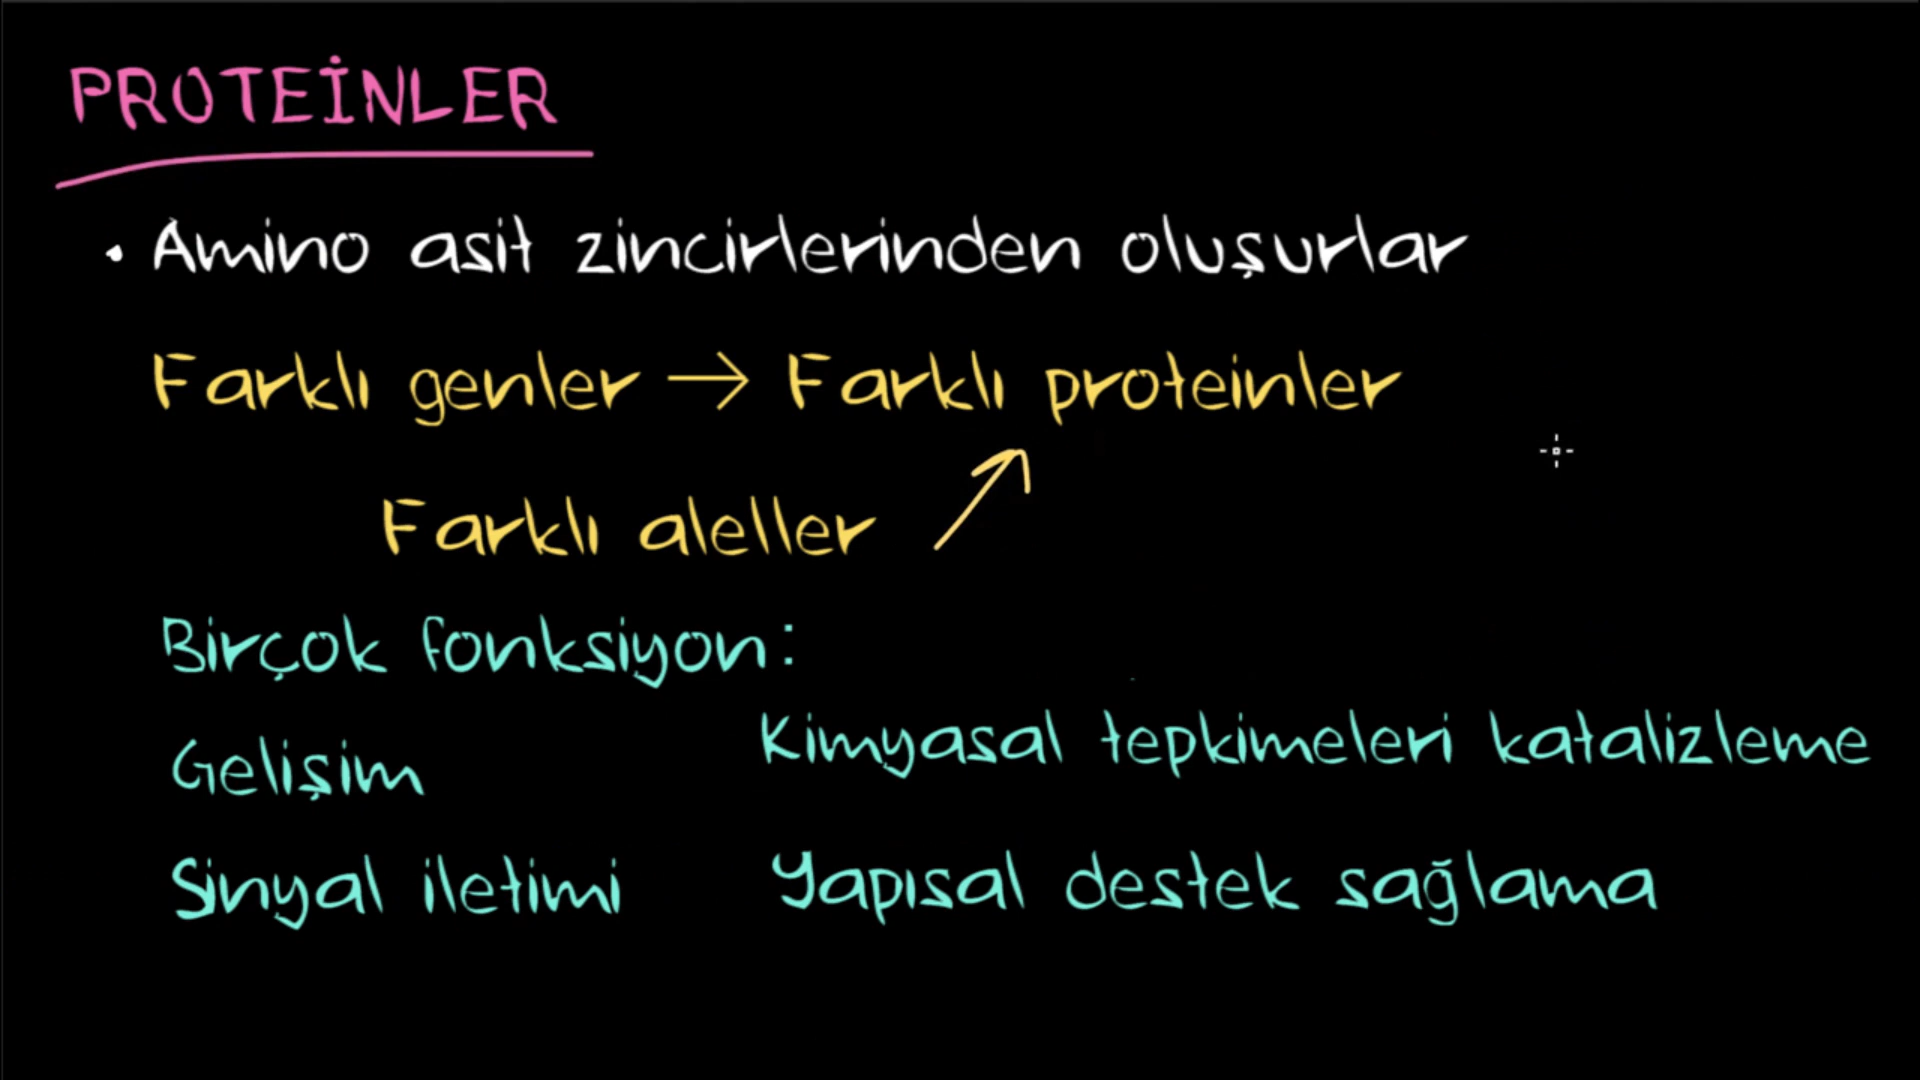 PROTEİNLER
• Amino asit zincirlerinden oluşurlar
Farklı genler → Farklı proteinler
Farklı aleller
Birçok fonksiyon:
Gelişim
Kimyasal tepkimeleri katalizleme
Sinyal iletimi
Yapısal destek sağlama